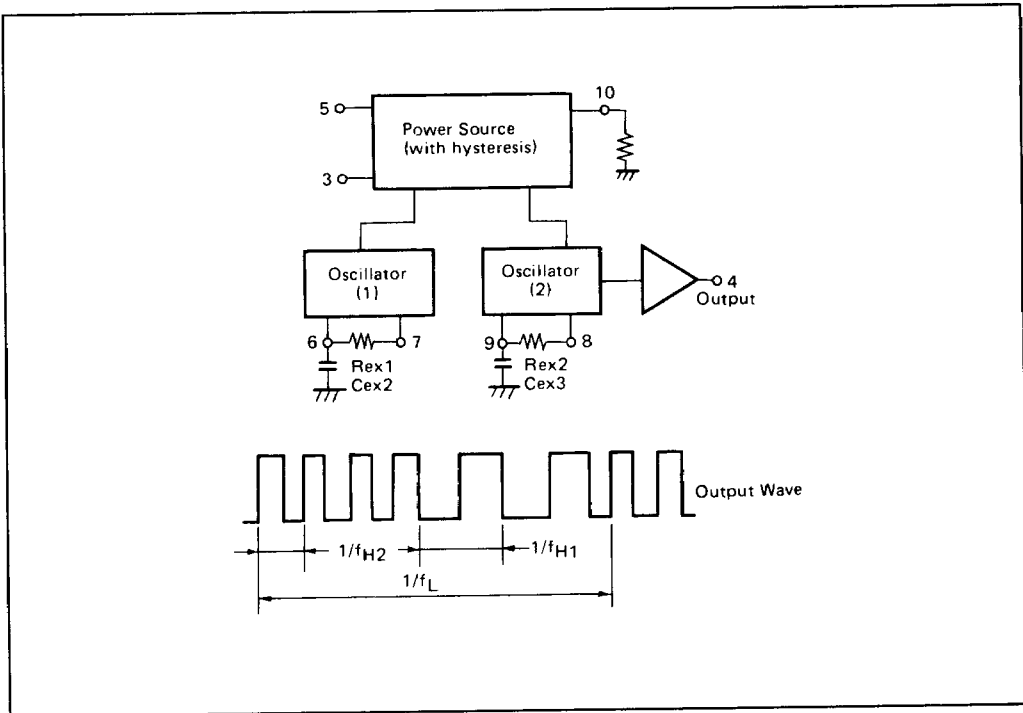 10
5
Power Source
(with hysteresis)
3
Oscillator
(1)
Oscillator
(2)
4
Output
6
7
9
8
Rex1
Cex2
Rex2
Cex3
Output Wave
1/fH2
1/fH1
1/fL